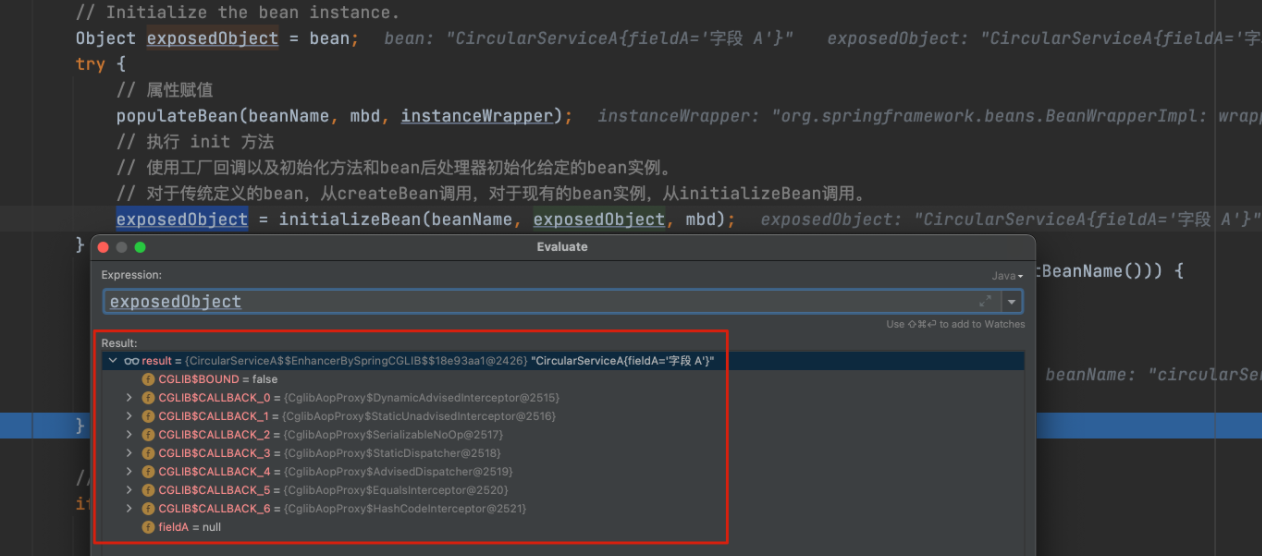 // Initialize the bean instance.
Object exposedObject = bean; bean: "CircularServiceA{fieldA='字段 A'}" exposedObject: "CircularServiceA{fieldA='字
try {
// 属性赋值
populateBean(beanName, mbd, instanceWrapper); instanceWrapper: "org.springframework.beans.BeanWrapperImpl: wrapp
// 执行 init 方法
// 使用工厂回调以及初始化方法和bean后处理器初始化给定的bean实例。
// 对于传统定义的bean，从createBean调用，对于现有的bean实例，从initializeBean调用。
exposedObject = initializeBean(beanName, exposedObject, mbd); exposedObject: "CircularServiceA{fieldA='字段 A'}"
}
Evaluate
tBeanName())) {
Expression:
Java
exposedObject
Use ⇧⌘⏎ to add to Watches
Result:
result = {CircularServiceA$$EnhancerBySpringCGLIB$$18e93aa1@2426} "CircularServiceA{fieldA='字段 A'}"
CGLIB$BOUND = false
beanName: "circularSer
CGLIB$CALLBACK_0 = {CglibAopProxy$DynamicAdvisedInterceptor@2515}
CGLIB$CALLBACK_1 = {CglibAopProxy$StaticUnadvisedInterceptor@2516}
}
CGLIB$CALLBACK_2 = {CglibAopProxy$SerializableNoOp@2517}
CGLIB$CALLBACK_3 = {CglibAopProxy$StaticDispatcher@2518}
CGLIB$CALLBACK_4 = {CglibAopProxy$AdvisedDispatcher@2519}
//
CGLIB$CALLBACK_5 = {CglibAopProxy$EqualsInterceptor@2520}
if
CGLIB$CALLBACK_6 = {CglibAopProxy$HashCodeInterceptor@2521}
fieldA = null